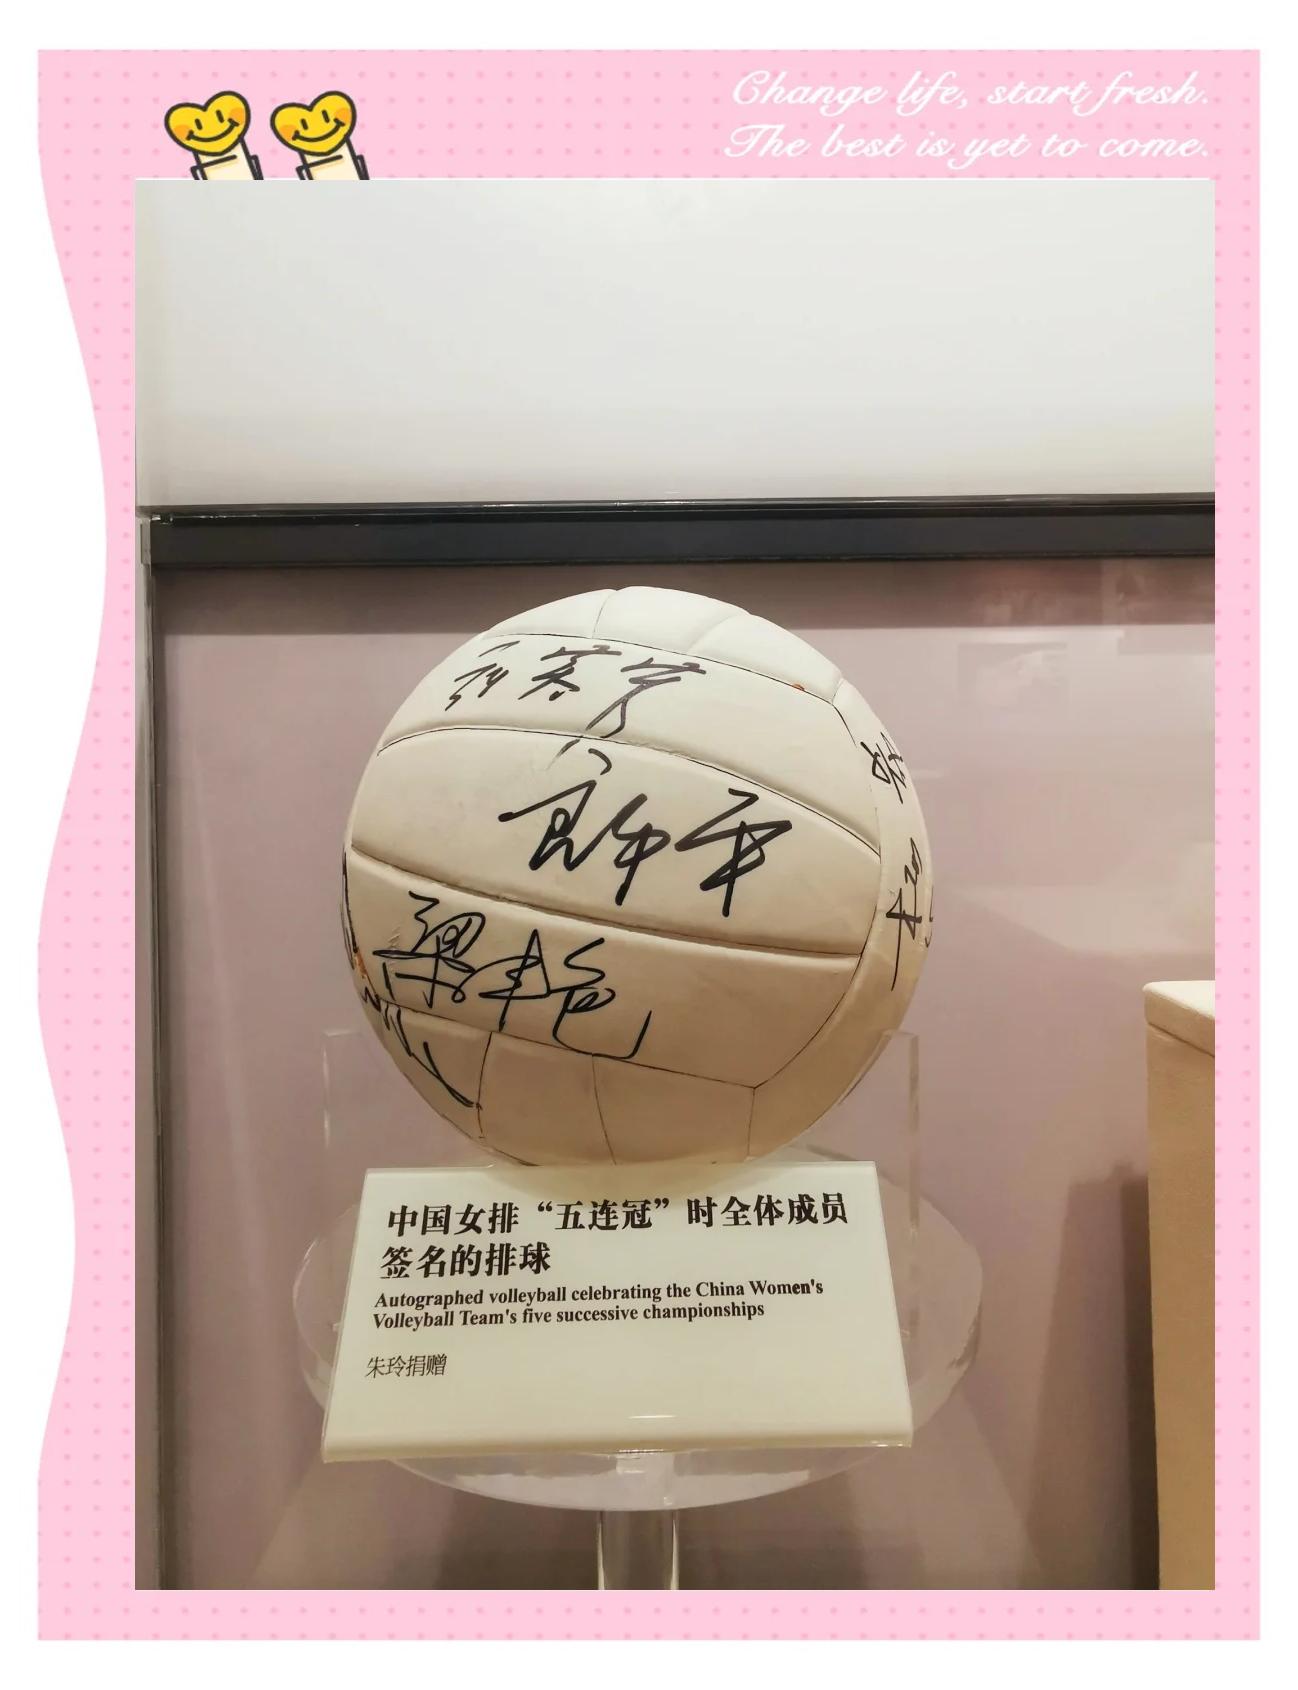 Change life, start fresh.
The best is yet to come.
郎平
梁艳
中国女排“五连冠”时全体成员
签名的排球
Autographed volleyball celebrating the China Women's
Volleyball Team's five successive championships
朱玲捐赠